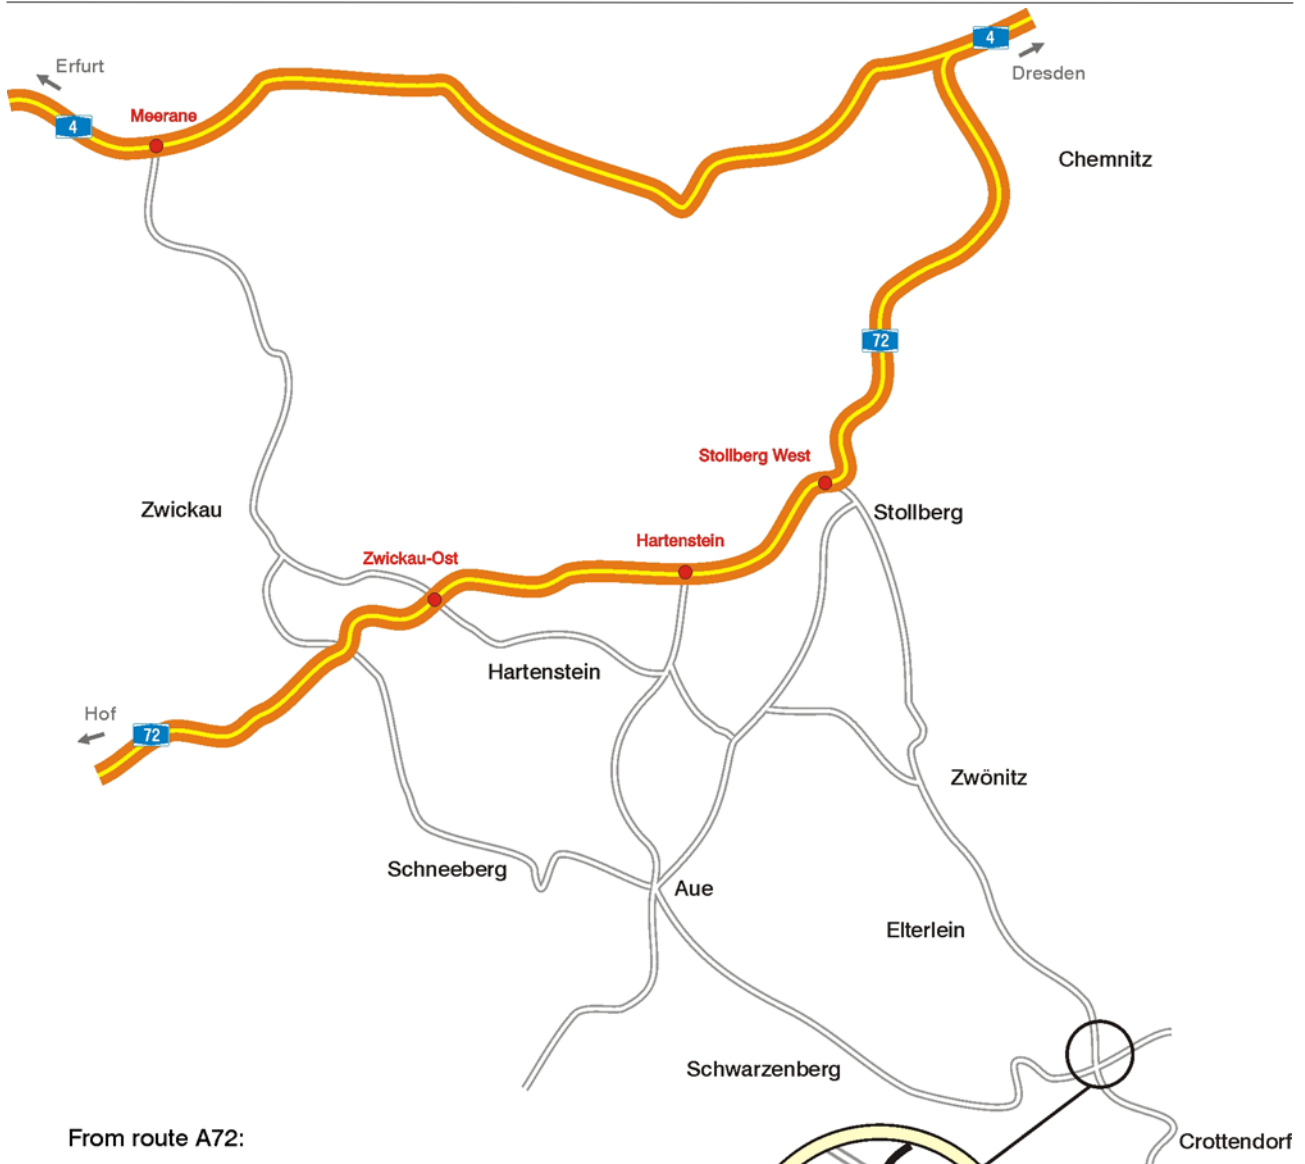 4
Erfurt
Dresden
Meerane
4
Chemnitz
72
Stollberg West
Zwickau
Stollberg
Hartenstein
Zwickau-Ost
Hartenstein
Hof
72
Zwönitz
Schneeberg
Aue
Elterlein
Schwarzenberg
From route A72:
Crottendorf